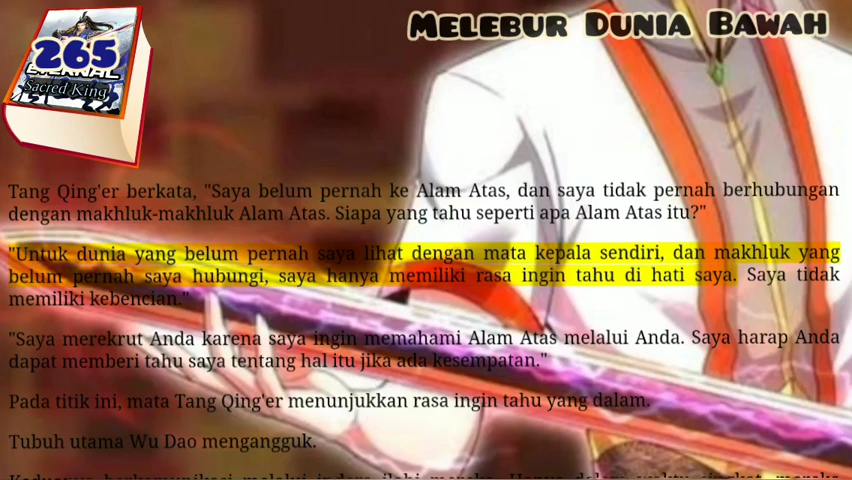 265
ETERNAL
Sacred King
Melebur Dunia Bawah
Tang Qing'er berkata, "Saya belum pernah ke Alam Atas, dan saya tidak pernah berhubungan
dengan makhluk-makhluk Alam Atas. Siapa yang tahu seperti apa Alam Atas itu?"
"Untuk dunia yang belum pernah saya lihat dengan mata kepala sendiri, dan makhluk yang
belum pernah saya hubungi, saya hanya memiliki rasa ingin tahu di hati saya. Saya tidak
memiliki kebencian."
"Saya merekrut Anda karena saya ingin memahami Alam Atas melalui Anda. Saya harap Anda
dapat memberi tahu saya tentang hal itu jika ada kesempatan."
Pada titik ini, mata Tang Qing'er menunjukkan rasa ingin tahu yang dalam.
Tubuh utama Wu Dao mengangguk.